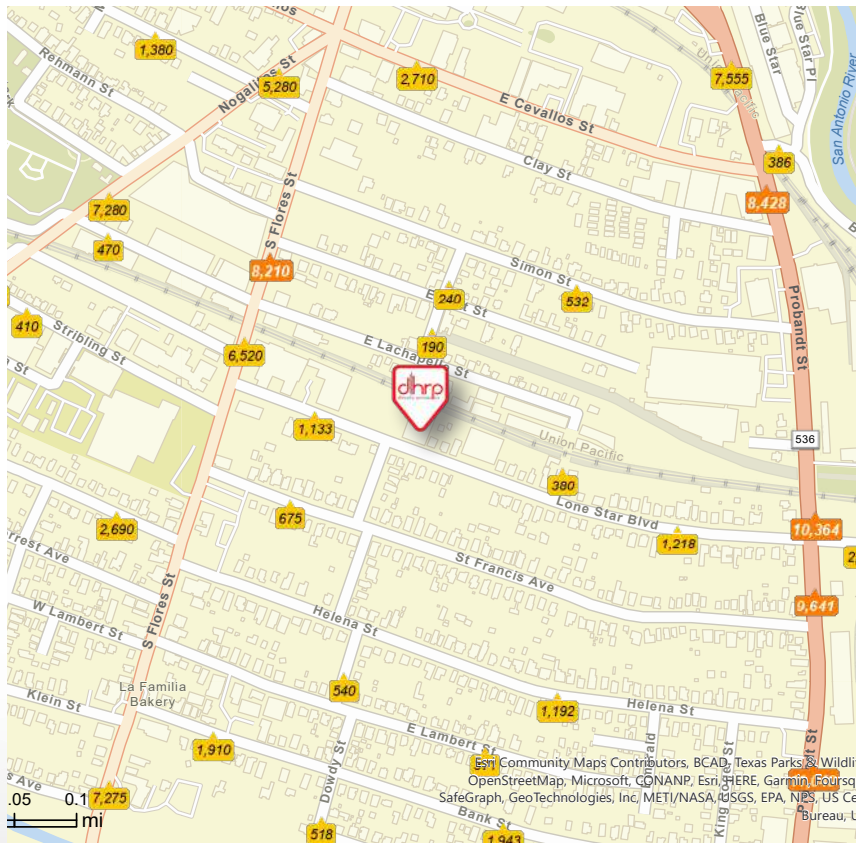 1,380
Rehmann St
Nogalitos St
5,280
2,710
E Cevallos St
7,555
Blue Star
Blue Star Pl
San Antonio River
Clay St
386
8,428
7,280
470
S Flores St
8,210
Simon St
240
532
Probandt St
410
Stribling St
6,520
190
E Lachapelle St
dhrp
1,133
Union Pacific
536
380
Lone Star Blvd
2,690
675
1,218
10,364
St Francis Ave
9,641
W Lambert St
S Flores St
Helena St
La Familia
Bakery
540
Klein St
1,192
Helena St
1,910
E Lambert St
Dowdy St
7,275
518
Bank St
1,943
Esri Community Maps Contributors, BCAD, Texas Parks & Wildli
OpenStreetMap, Microsoft, CONANP, Esri, HERE, Garmin, Foursq
SafeGraph, GeoTechnologies, Inc, METI/NASA, USGS, EPA, NPS, US Ce
Bureau, U
.05
0.1
mi